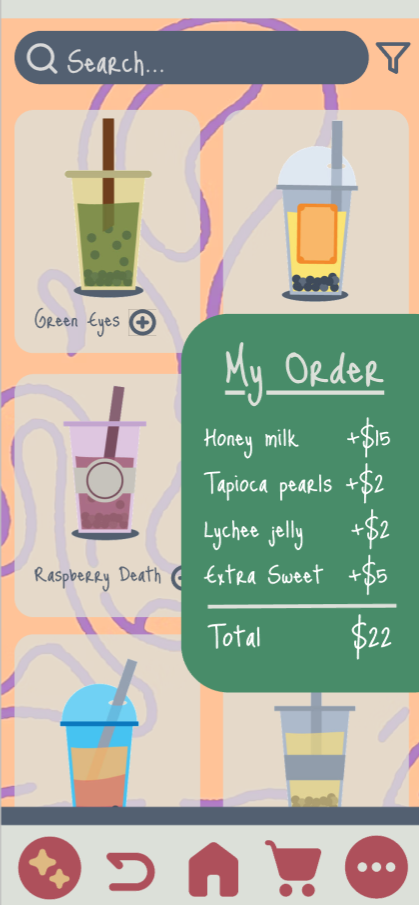 Search...
Green Eyes
My Order
Honey milk +$15
Tapioca pearls +$2
Lychee jelly +$2
Extra Sweet +$5
Raspberry Death
Total $22